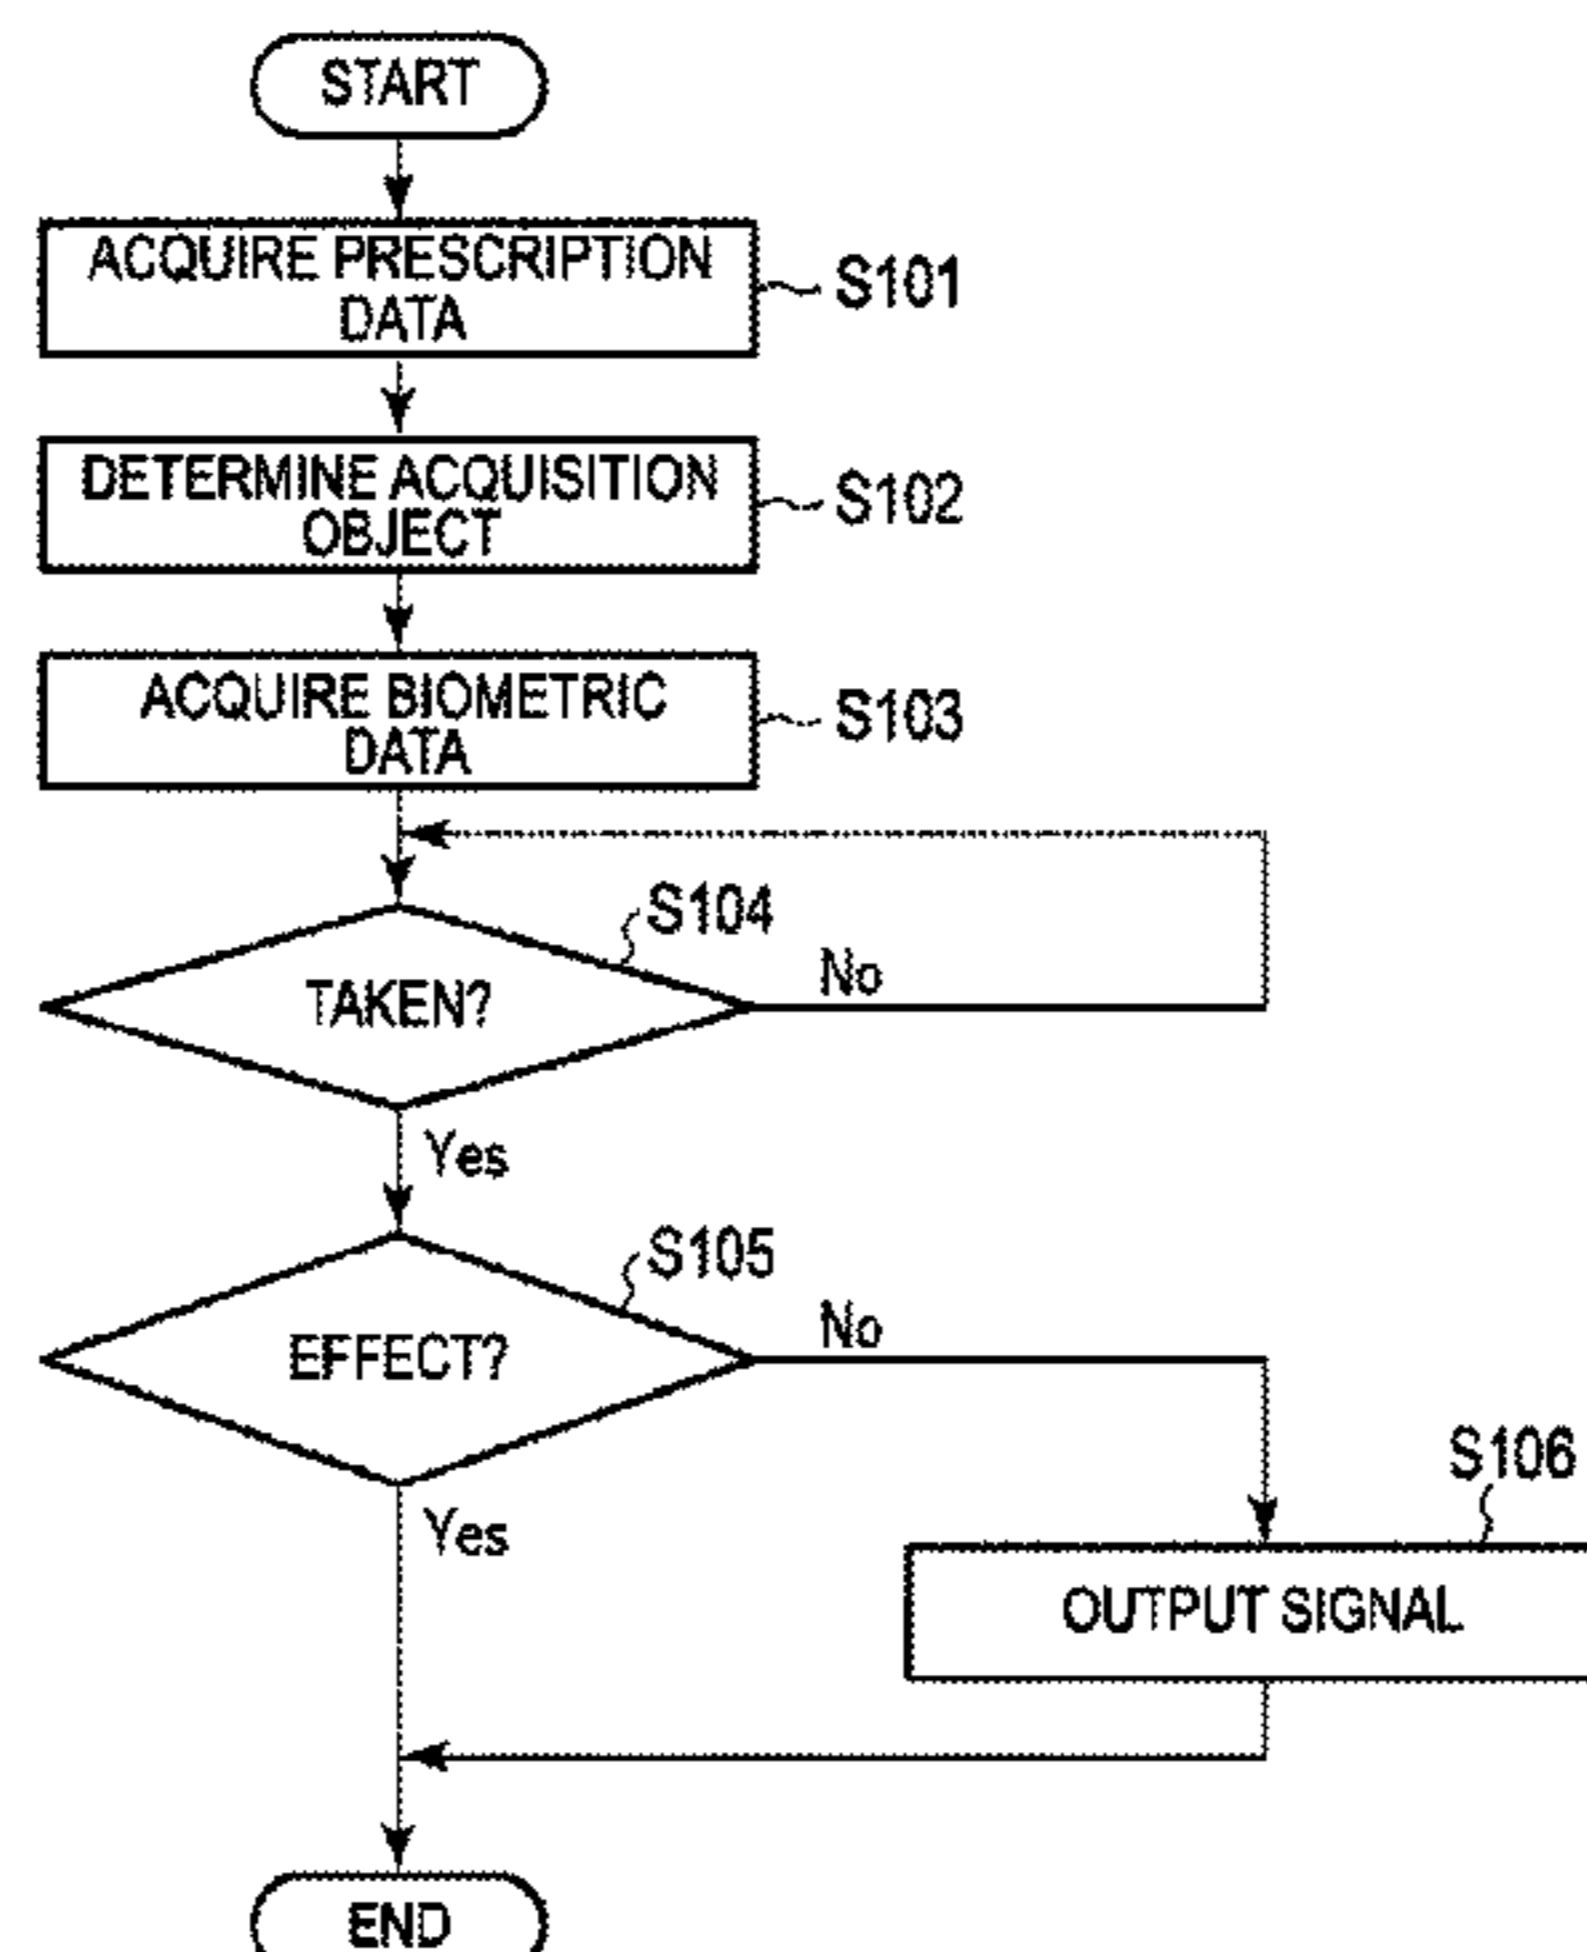 START
ACQUIRE PRESCRIPTION
DATA
S101
DETERMINE ACQUISITION
OBJECT
S102
ACQUIRE BIOMETRIC
DATA
S103
S104
TAKEN?
No
Yes
S105
EFFECT?
No
Yes
S106
OUTPUT SIGNAL
END